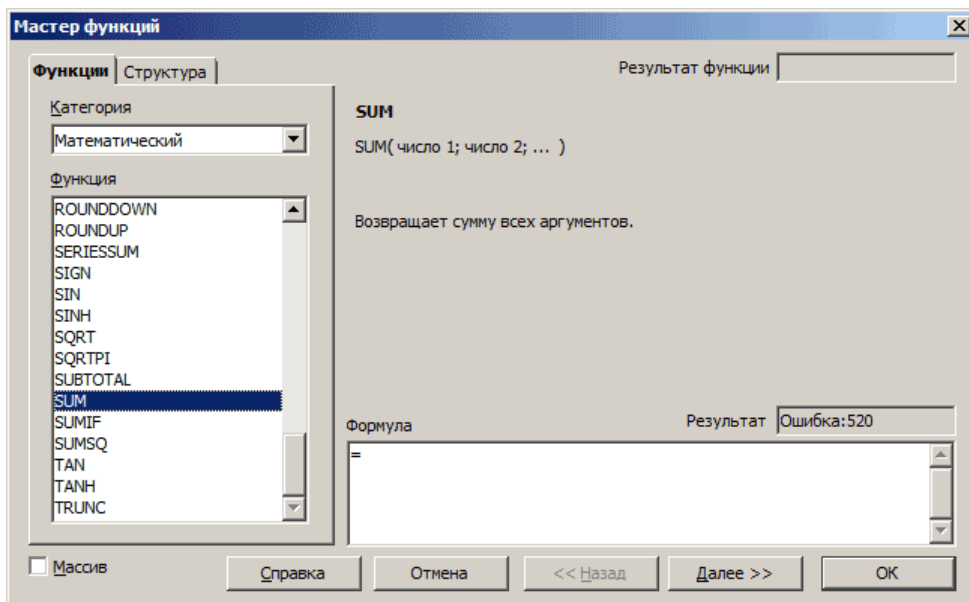 Мастер функций
Функции
Структура
Результат функции
Категория
Математический
Функция
ROUNDDOWN
ROUNDUP
SERIESSUM
SIGN
SIN
SINH
SQRT
SQRTPI
SUBTOTAL
SUM
SUMIF
SUMSQ
TAN
TANH
TRUNC
SUM
SUM( число 1; число 2; ... )
Возвращает сумму всех аргументов.
Формула
Результат
Ошибка:520
=
Массив
Справка
Отмена
<< Назад
Далее >>
OK